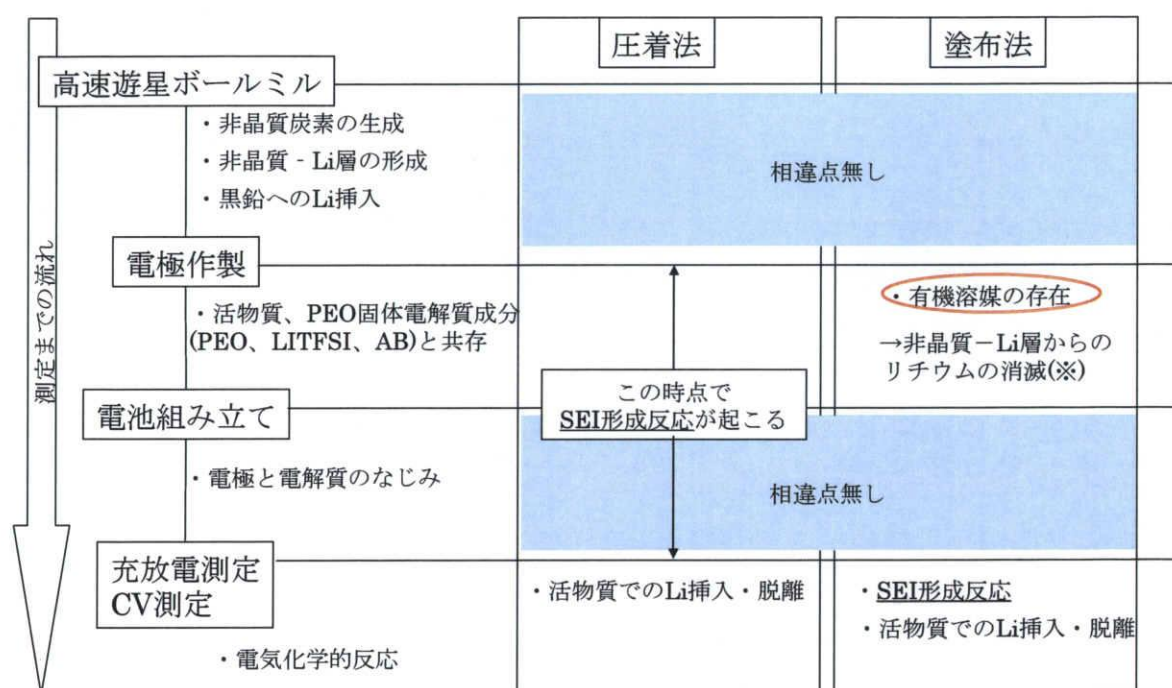 圧着法
塗布法
高速遊星ボールミル
・非晶質炭素の生成
・非晶質 - Li層の形成
・黒鉛へのLi挿入
相違点無し
測定までの流れ
電極作製
・活物質、PEO固体電解質成分
(PEO、LITFSI、AB)と共存
・有機溶媒の存在
→非晶質－Li層からの
リチウムの消滅(※)
この時点で
SEI形成反応が起こる
電池組み立て
・電極と電解質のなじみ
相違点無し
充放電測定
CV測定
・電気化学的反応
・活物質でのLi挿入・脱離
・SEI形成反応
・活物質でのLi挿入・脱離